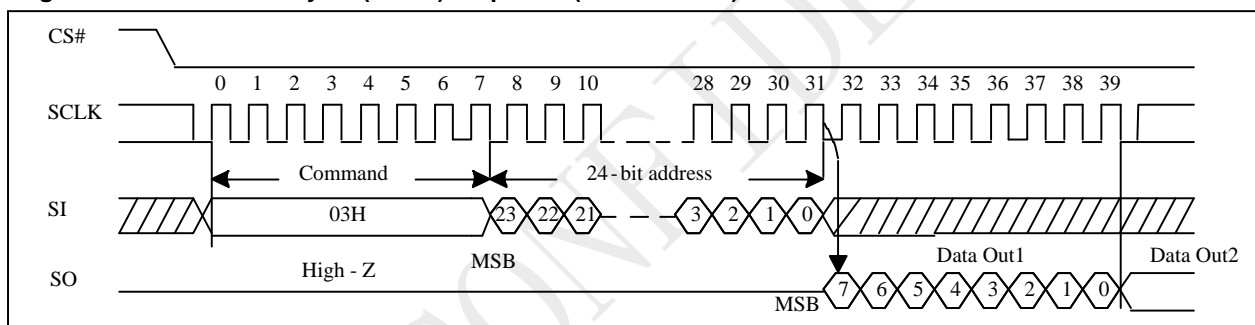 CS#
0 1 2 3 4 5 6 7 8 9 10 28 29 30 31 32 33 34 35 36 37 38 39
SCLK
Command 24-bit address
SI 03H 23 22 21 3 2 1 0
High - Z MSB Data Out1 Data Out2
SO MSB 7 6 5 4 3 2 1 0